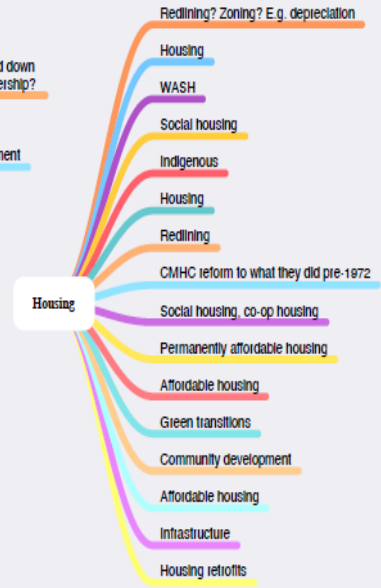 Redlining? Zoning? E.g. depreciation
Housing
d down
ership?
WASH
Social housing
ment
Indigenous
Housing
Redlining
CMHC reform to what they did pre-1972
Housing
Social housing, co-op housing
Permanently affordable housing
Affordable housing
Green transitions
Community development
Affordable housing
Infrastructure
Housing retrofits